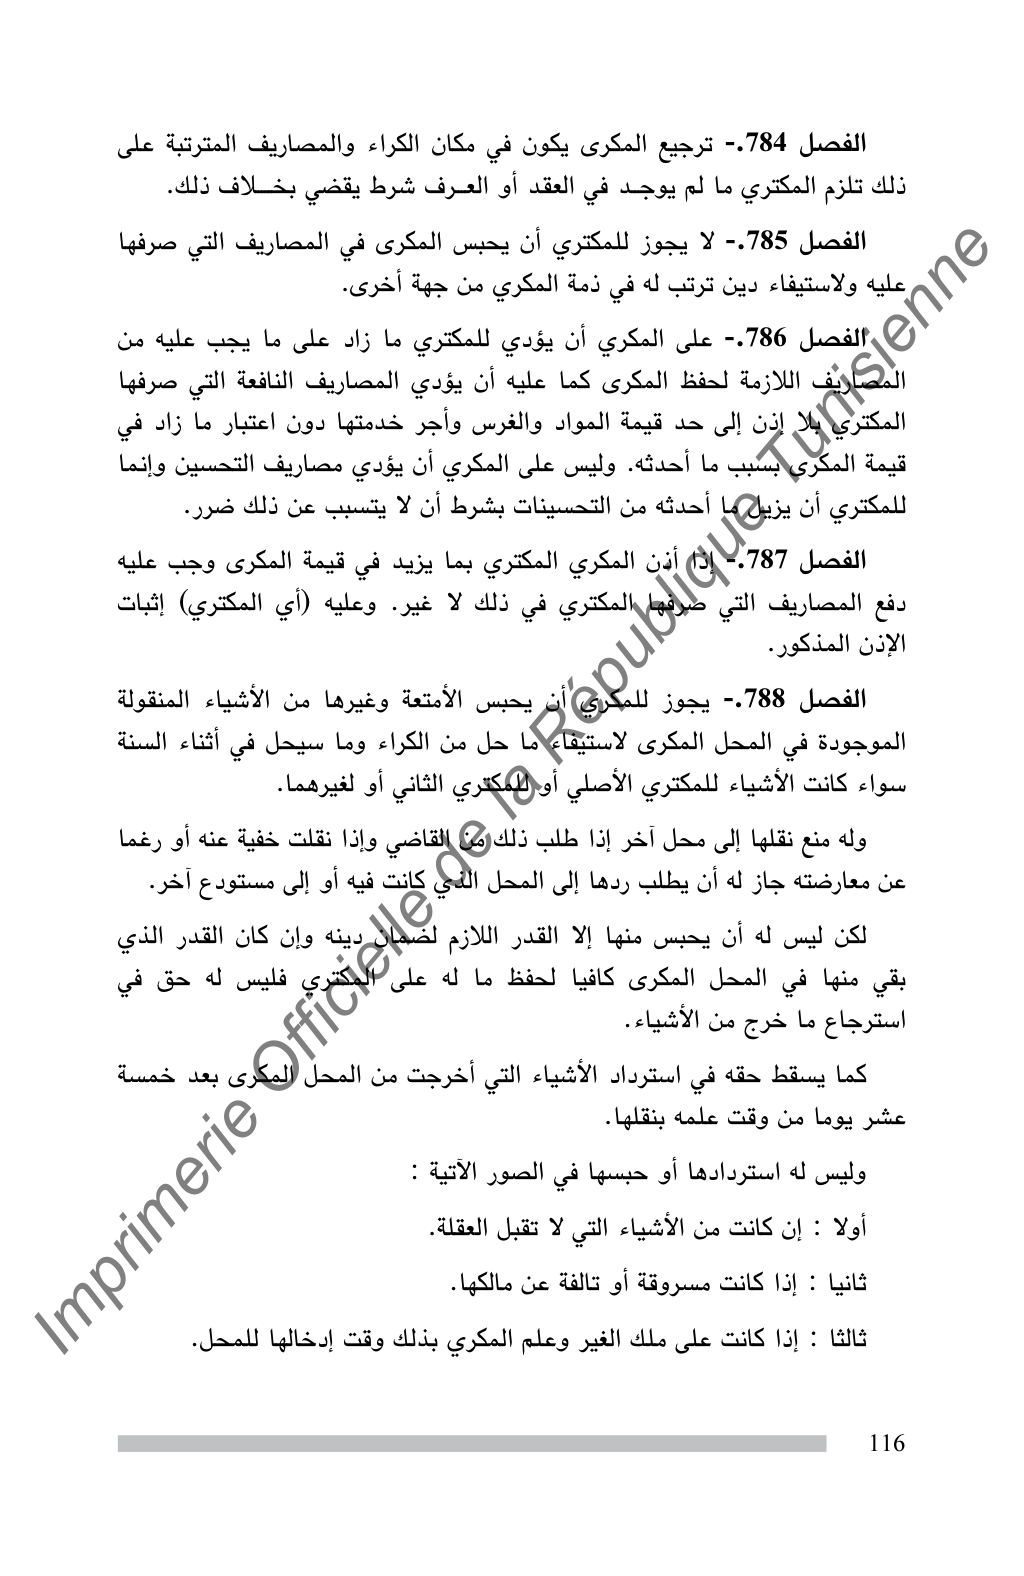 الفصل 784.- ترجيع المكرى يكون في مكان الكراء والمصاريف المترتبة على
ذلك تلزم المكتري ما لم يوجـد في العقد أو العـرف شرط يقضي بخـــلاف ذلك.
الفصل 785.- لا يجوز للمكتري أن يحبس المكرى في المصاريف التي صرفها
عليه ولاستيفاء دين ترتب له في ذمة المكري من جهة أخرى.
الفصل 786.- على المكري أن يؤدي للمكتري ما زاد على ما يجب عليه من
المصاريف اللازمة لحفظ المكرى كما عليه أن يؤدي المصاريف النافعة التي صرفها
المكتري بلا إذن إلى حد قيمة المواد والغرس وأجر خدمتها دون اعتبار ما زاد في
قيمة المكرى بسبب ما أحدثه. وليس على المكري أن يؤدي مصاريف التحسين وإنما
للمكتري أن يزيل ما أحدثه من التحسينات بشرط أن لا يتسبب عن ذلك ضرر.
الفصل 787.- إذا أذن المكري المكتري بما يزيد في قيمة المكرى وجب عليه
دفع المصاريف التي صرفها المكتري في ذلك لا غير. وعليه (أي المكتري) إثبات
الإذن المذكور.
الفصل 788.- يجوز للمكري أن يحبس الأمتعة وغيرها من الأشياء المنقولة
الموجودة في المحل المكرى لاستيفاء ما حل من الكراء وما سيحل في أثناء السنة
سواء كانت الأشياء للمكتري الأصلي أو للمكتري الثاني أو لغيرهما.
وله منع نقلها إلى محل آخر إذا طلب ذلك من القاضي وإذا نقلت خفية عنه أو رغما
عن معارضته جاز له أن يطلب ردها إلى المحل الذي كانت فيه أو إلى مستودع آخر.
لكن ليس له أن يحبس منها إلا القدر اللازم لضمان دينه وإن كان القدر الذي
بقي منها في المحل المكرى كافيا لحفظ ما له على المكتري فليس له حق في
استرجاع ما خرج من الأشياء.
كما يسقط حقه في استرداد الأشياء التي أخرجت من المحل المكرى بعد خمسة
عشر يوما من وقت علمه بنقلها.
وليس له استردادها أو حبسها في الصور الآتية :
أولا : إن كانت من الأشياء التي لا تقبل العقلة.
ثانيا : إذا كانت مسروقة أو تالفة عن مالكها.
ثالثا : إذا كانت على ملك الغير وعلم المكري بذلك وقت إدخالها للمحل.
116
Imprimerie Officielle de la République Tunisienne